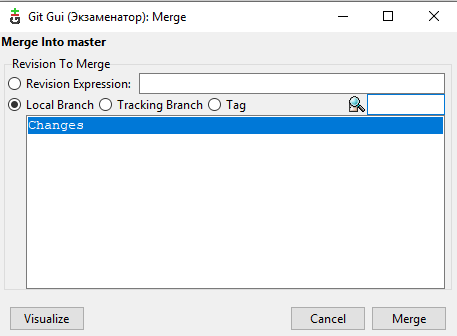 Git Gui (Экзаменатор): Merge
Merge Into master
Revision To Merge
Revision Expression:
Local Branch Tracking Branch Tag
Changes
Visualize Cancel Merge